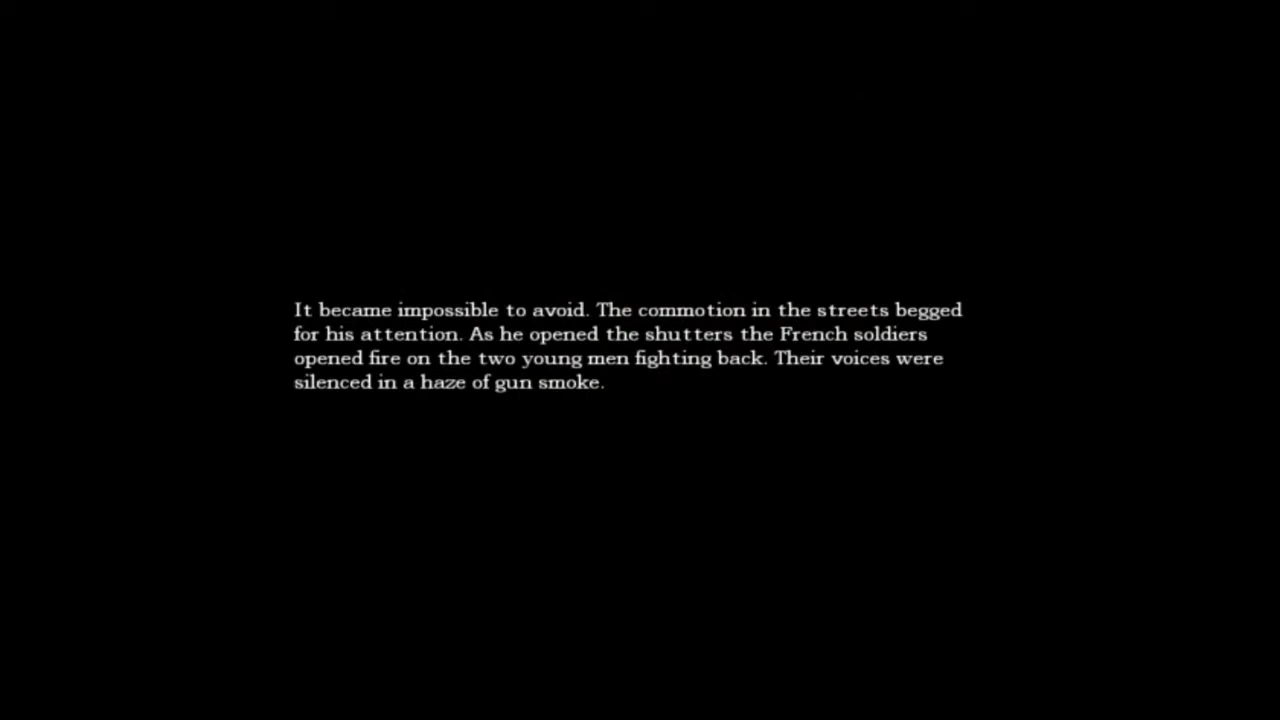 It became impossible to avoid. The commotion in the streets begged
for his attention. As he opened the shutters the French soldiers
opened fire on the two young men fighting back. Their voices were
silenced in a haze of gun smoke.